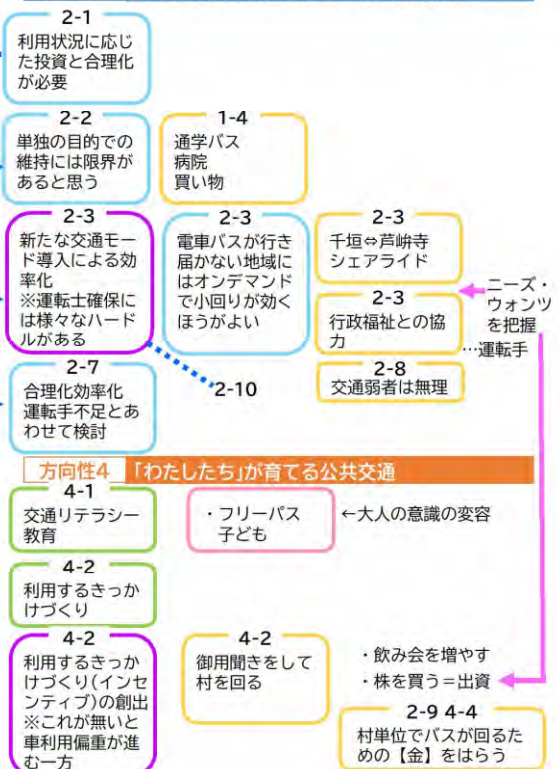 2-1
利用状況に応じ
た投資と合理化
が必要
2-2
単独の目的での
維持には限界が
あると思う
1-4
通学バス
病院
買い物
2-3
新たな交通モー
ド導入による効
率化
※運転士確保に
は様々なハード
ルがある
2-3
電車バスが行き
届かない地域に
はオンデマンド
で小回りが効く
ほうがよい
2-3
千垣⇔芦峅寺
シェアライド
2-3
行政福祉との協
力
ニーズ・
ウォンツ
を把握
…運転手
2-8
交通弱者は無理
2-7
合理化効率化
運転手不足とあ
わせて検討
2-10
方向性4 「わたしたち」が育てる公共交通
4-1
交通リテラシー
教育
・フリーパス
子ども
←大人の意識の変容
4-2
利用するきっか
けづくり
4-2
利用するきっか
けづくり(インセ
ンティブ)の創出
※これが無いと
車利用偏重が進
む一方
4-2
御用聞きをして
村を回る
・飲み会を増やす
・株を買う=出資
2-9 4-4
村単位でバスが回るた
めの【金】をはらう